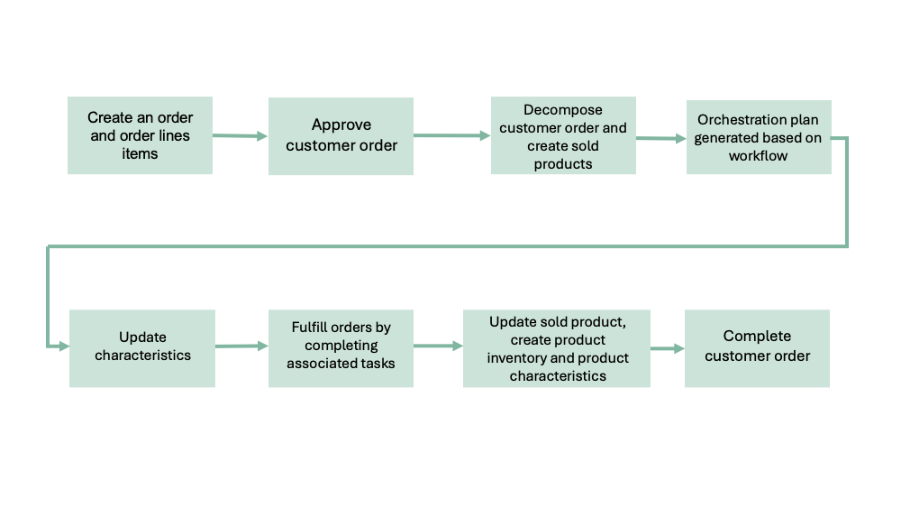 Create an order
and order lines
items
Approve
customer order
Decompose
customer order and
create sold
products
Orchestration plan
generated based on
workflow
Update
characteristics
Fulfill orders by
completing
associated tasks
Update sold product,
create product
inventory and product
characteristics
Complete
customer order